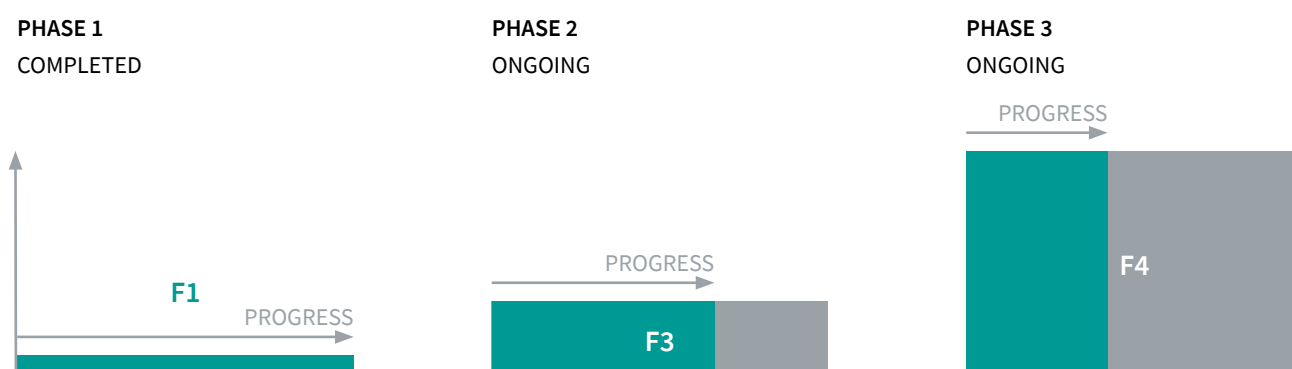 PHASE 1
COMPLETED
F1
PROGRESS
PHASE 2
ONGOING
PROGRESS
F3
PHASE 3
ONGOING
PROGRESS
F4